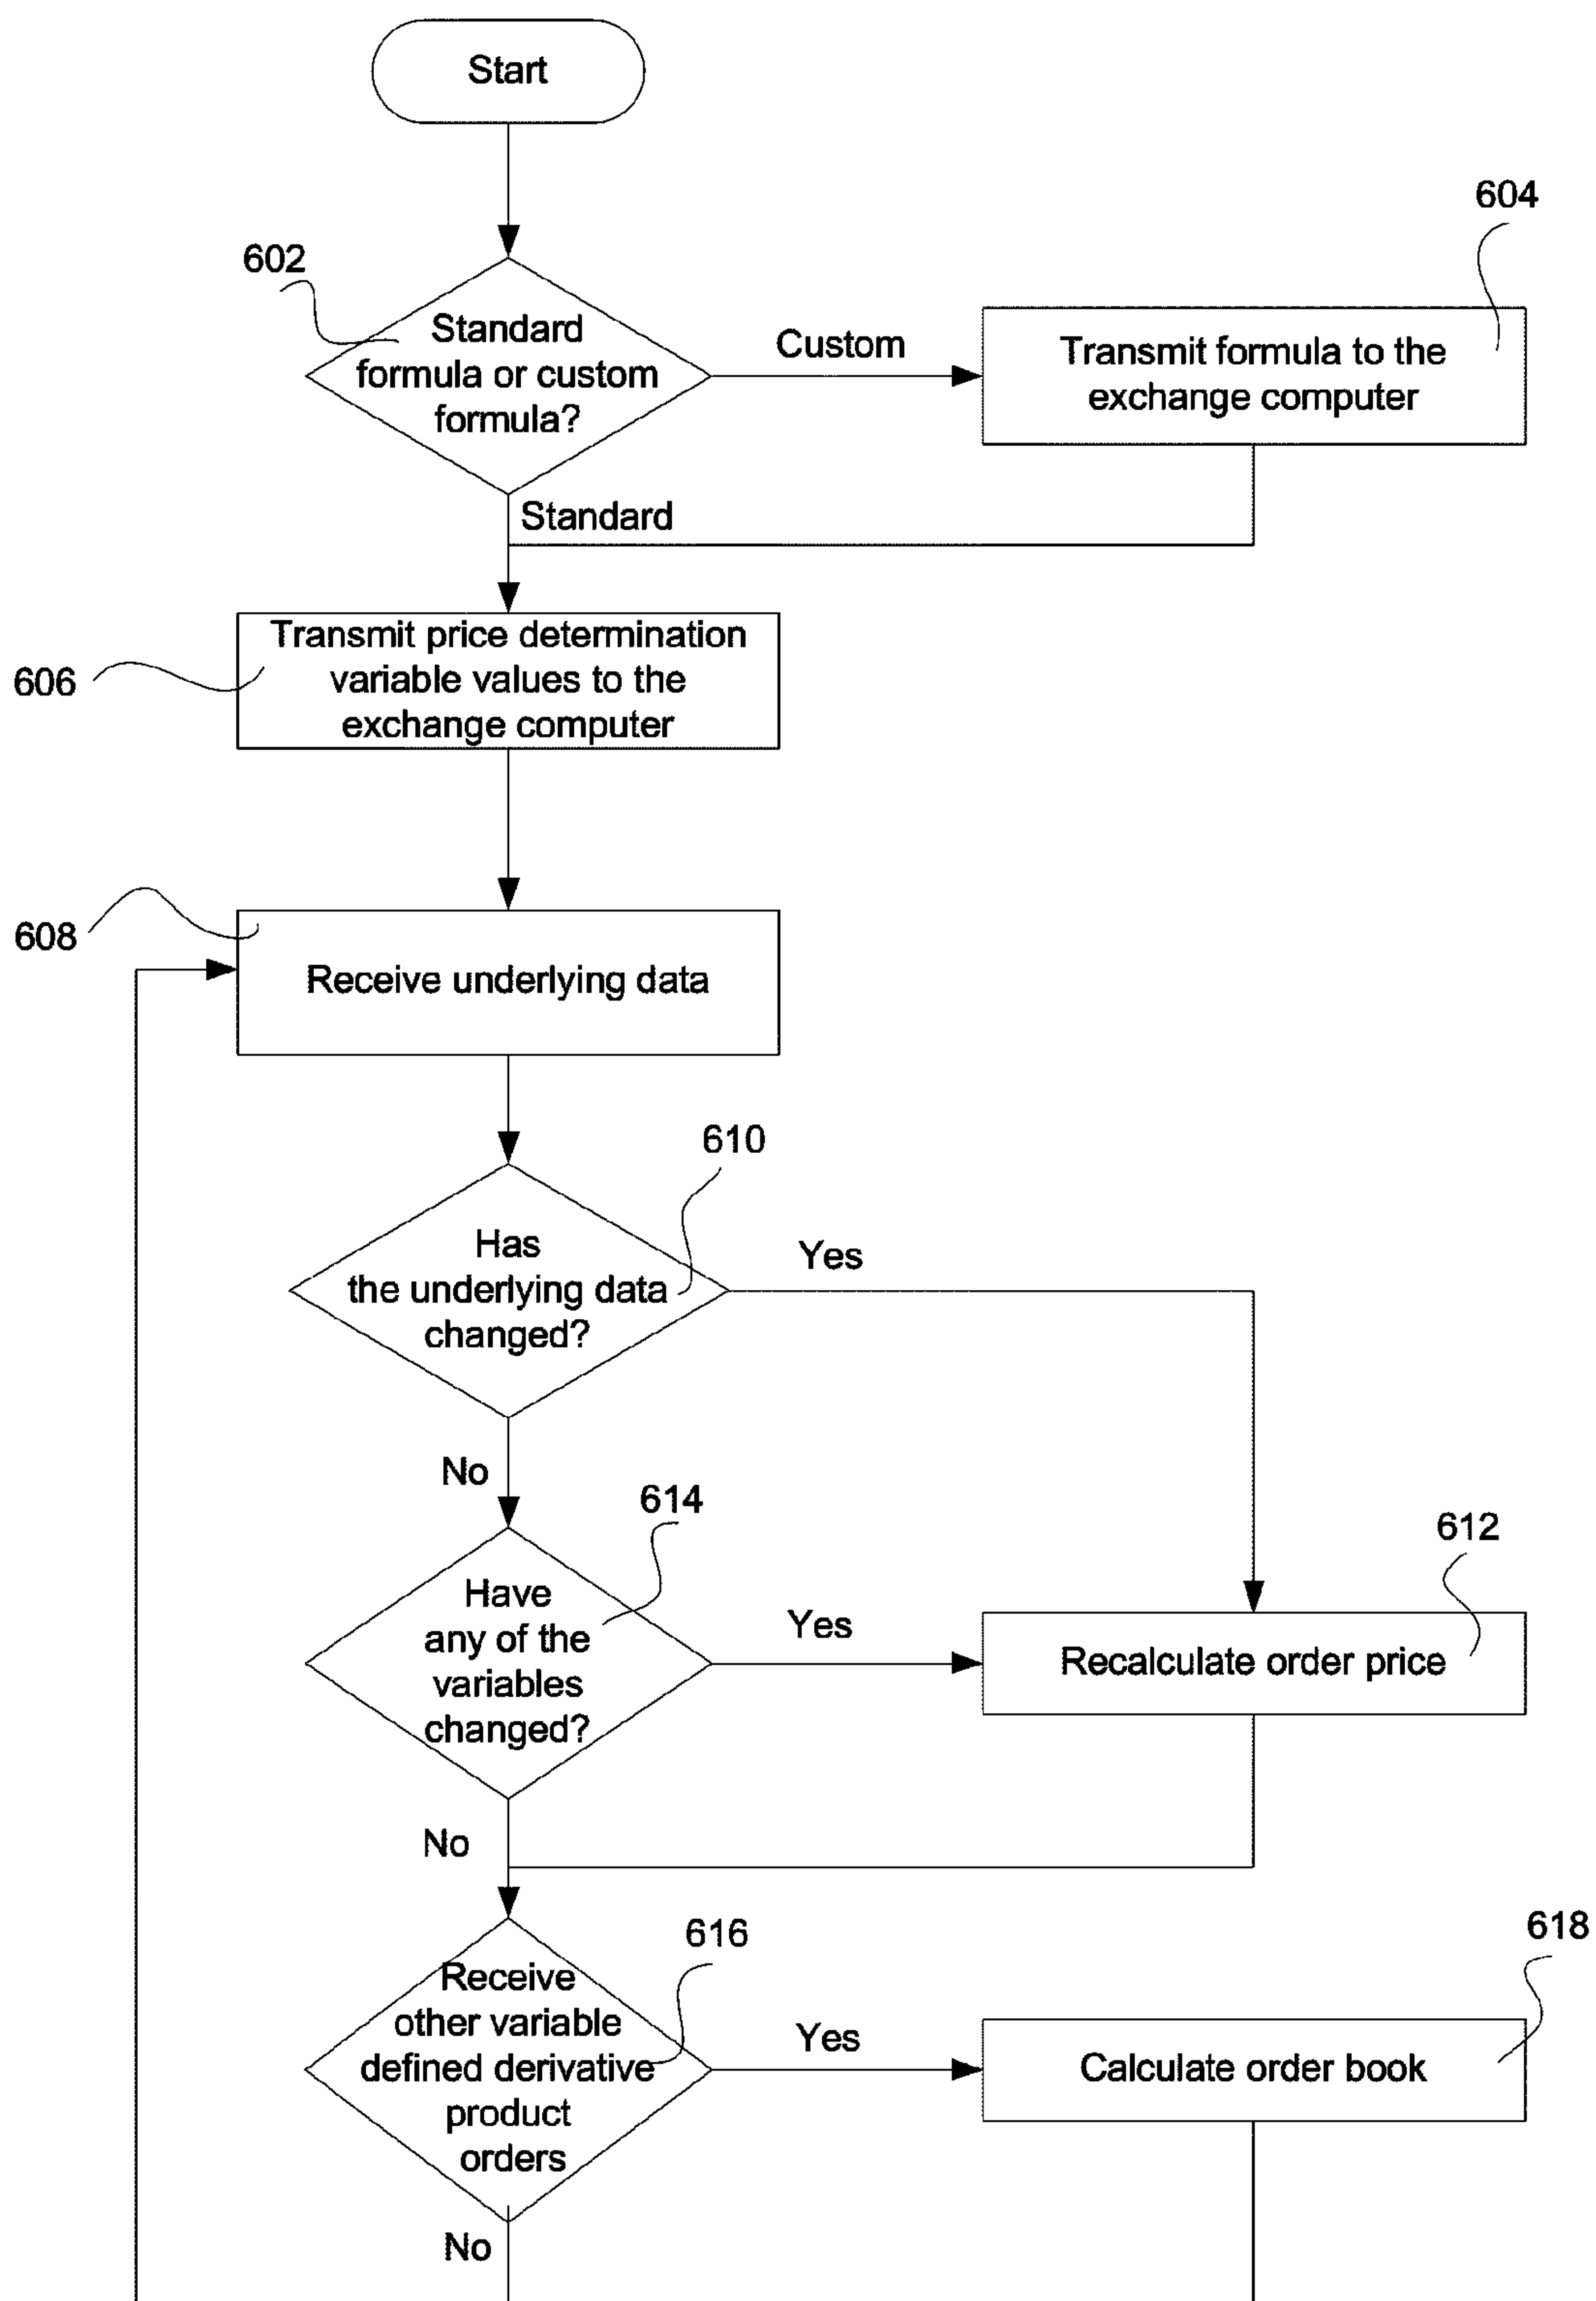 Start
602
Standard
formula or custom
formula?
Custom
604
Transmit formula to the
exchange computer
Standard
606
Transmit price determination
variable values to the
exchange computer
608
Receive underlying data
610
Has
the underlying data
changed?
Yes
No
614
Have
any of the
variables
changed?
Yes
612
Recalculate order price
No
616
Receive
other variable
defined derivative
product
orders
Yes
618
Calculate order book
No